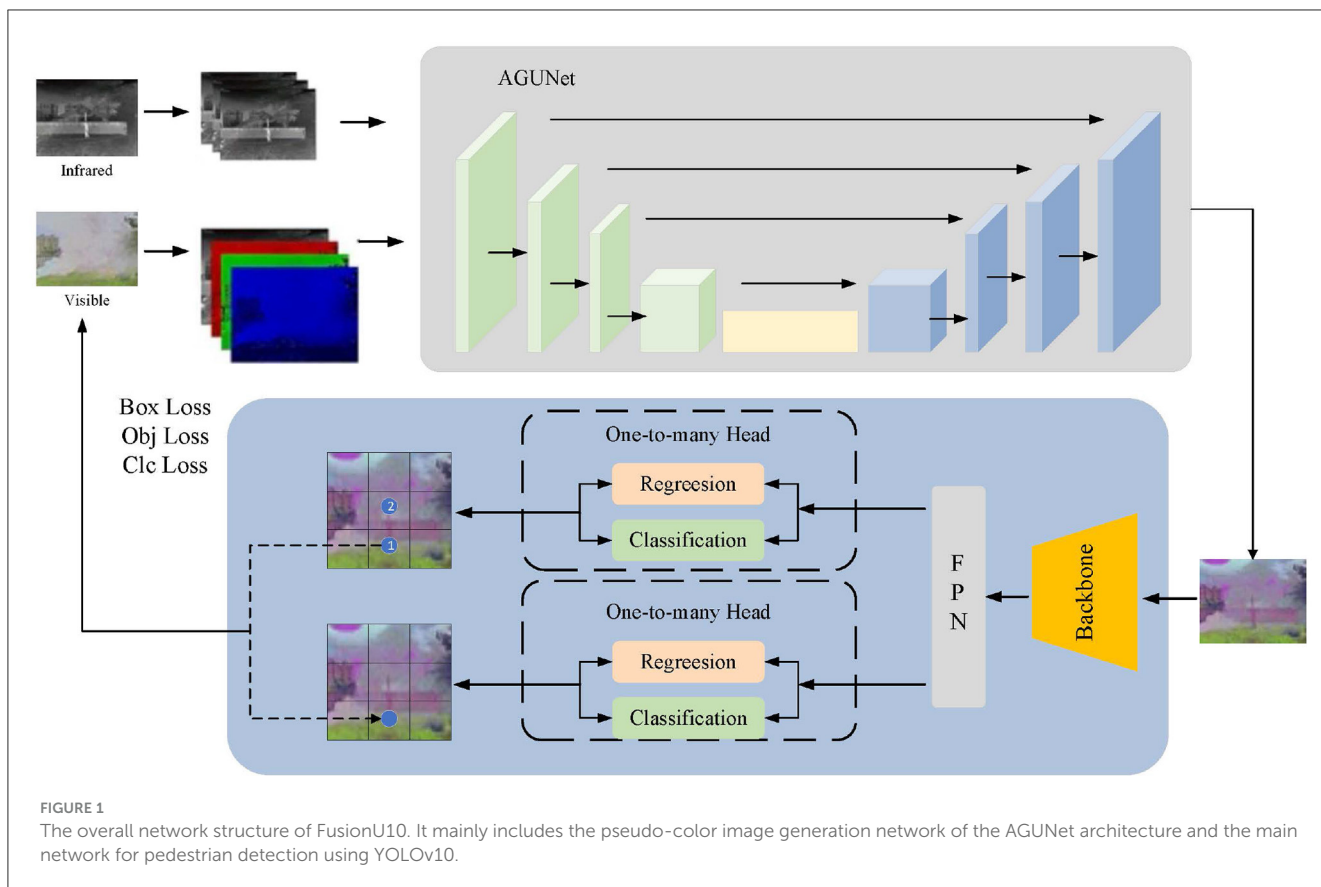 AGUNet
Infrared
Visible
Box Loss
Obj Loss
Clc Loss
One-to-many Head
Regreesion
Classification
2
1
One-to-many Head
Regreesion
Classification
F
P
N
Backbone
FIGURE 1
The overall network structure of FusionU10. It mainly includes the pseudo-color image generation network of the AGUNet architecture and the main
network for pedestrian detection using YOLOv10.